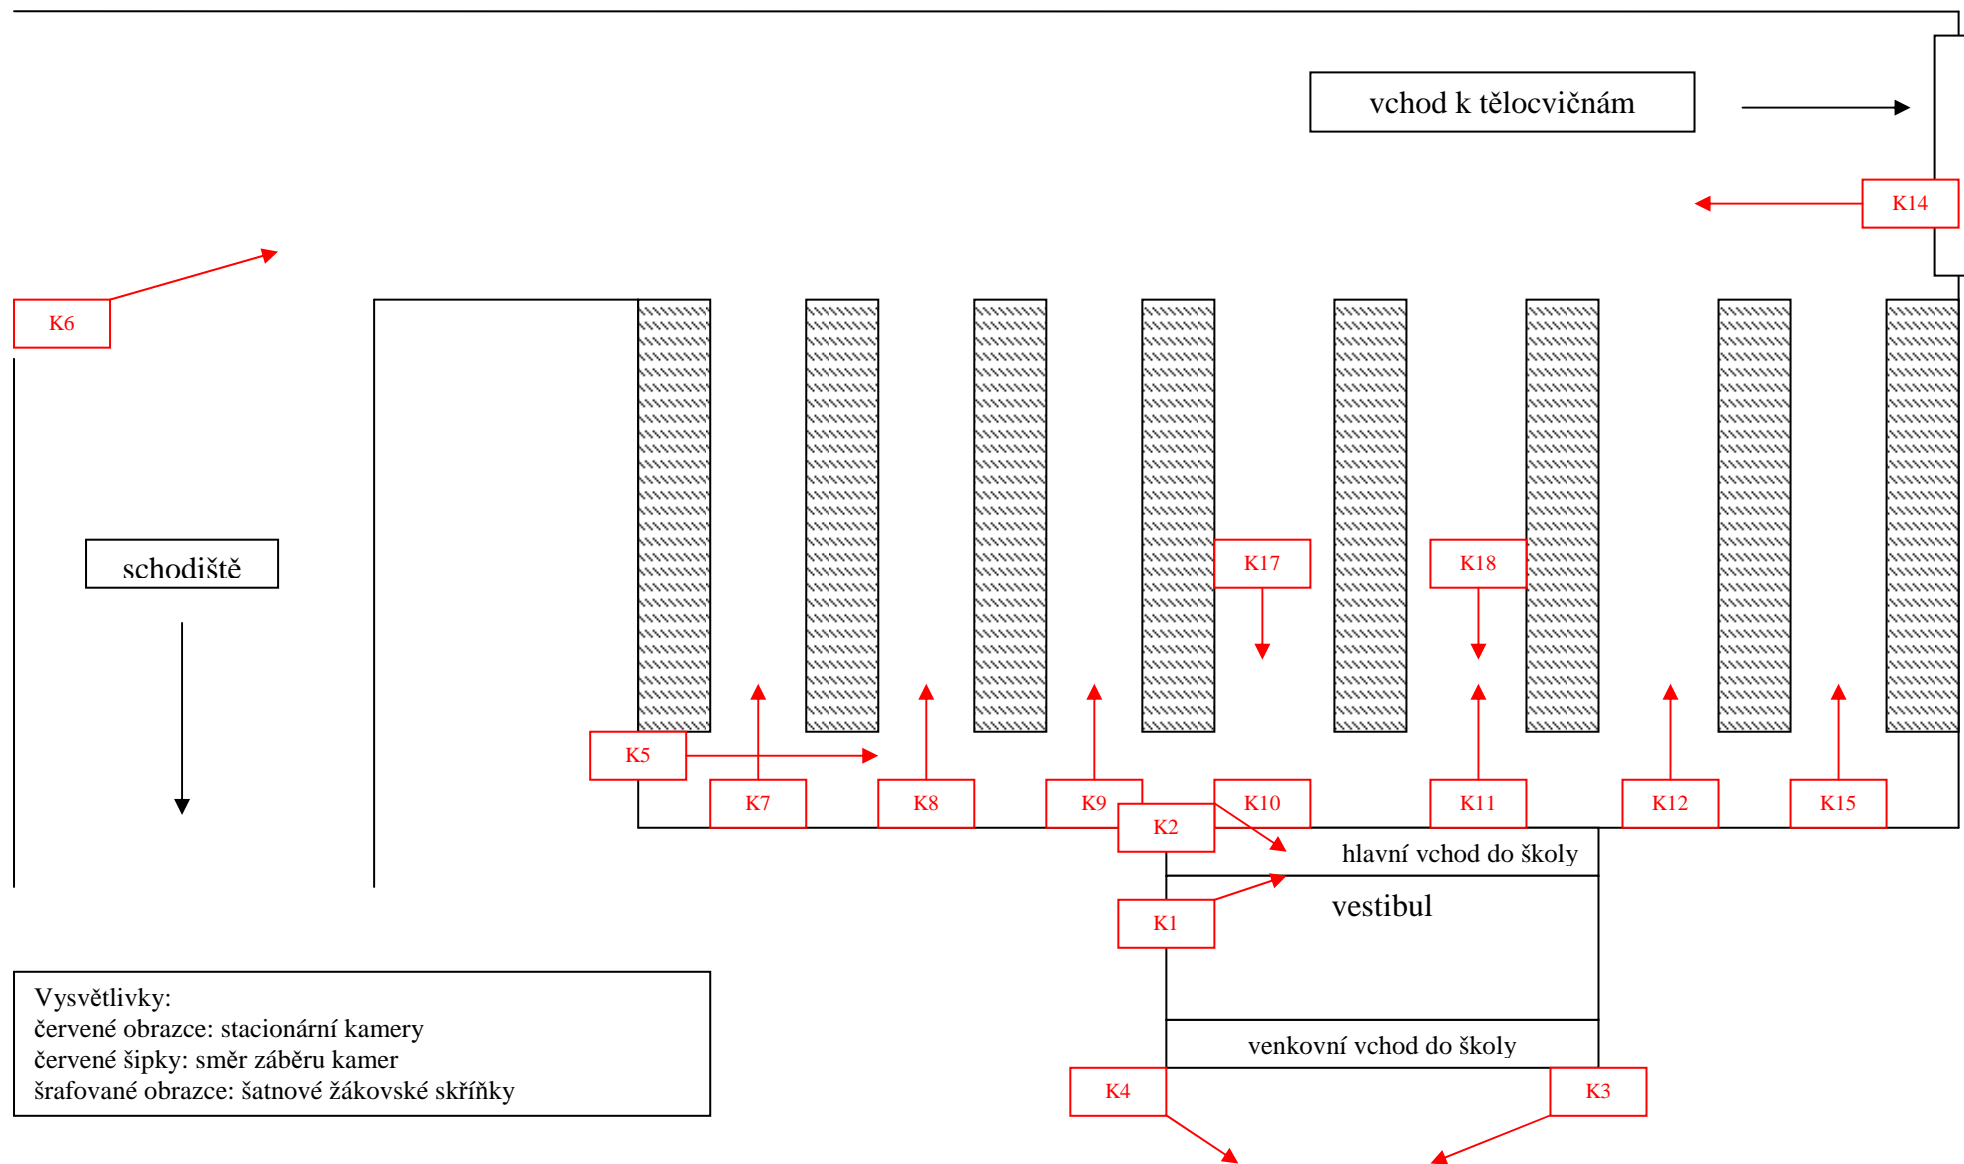 vchod k tělocvičnám
K14
K6
schodiště
K17
K18
K5
K7
K8
K9
K10
K11
K12
K15
K2
hlavní vchod do školy
K1
vestibul
Vysvětlivky:
červené obrazce: stacionární kamery
červené šipky: směr záběru kamer
šrafované obrazce: šatnové žákovské skříňky
venkovní vchod do školy
K4
K3